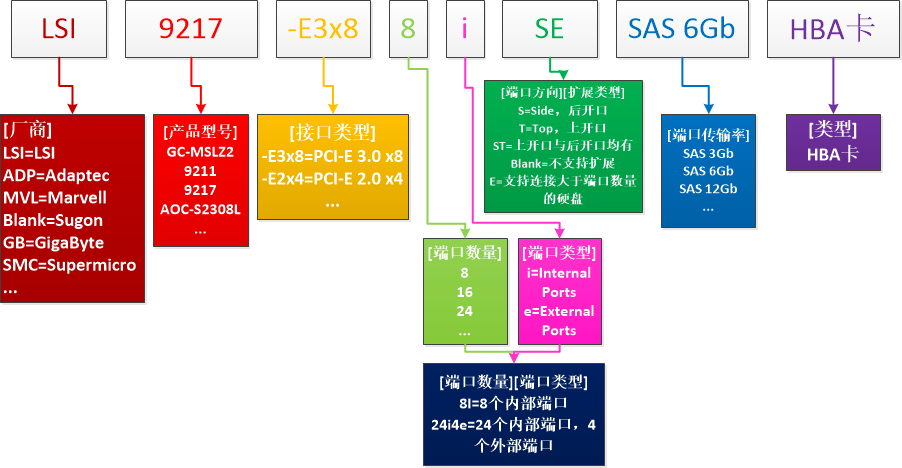 LSI
9217
-E3x8
8
i
SE
SAS 6Gb
HBA卡
[厂商]
LSI=LSI
ADP=Adaptec
MVL=Marvell
Blank=Sugon
GB=GigaByte
SMC=Supermicro
...
[产品型号]
GC-MSLZ2
9211
9217
AOC-S2308L
...
[接口类型]
-E3x8=PCI-E 3.0 x8
-E2x4=PCI-E 2.0 x4
...
[端口方向][扩展类型]
S=Side，后开口
T=Top，上开口
ST=上开口与后开口均有
Blank=不支持扩展
E=支持连接大于端口数量
的硬盘
[端口传输率]
SAS 3Gb
SAS 6Gb
SAS 12Gb
...
[类型]
HBA卡
[端口数量]
8
16
24
...
[端口类型]
i=Internal
Ports
e=External
Ports
[端口数量][端口类型]
8I=8个内部端口
24i4e=24个内部端口，4
个外部端口